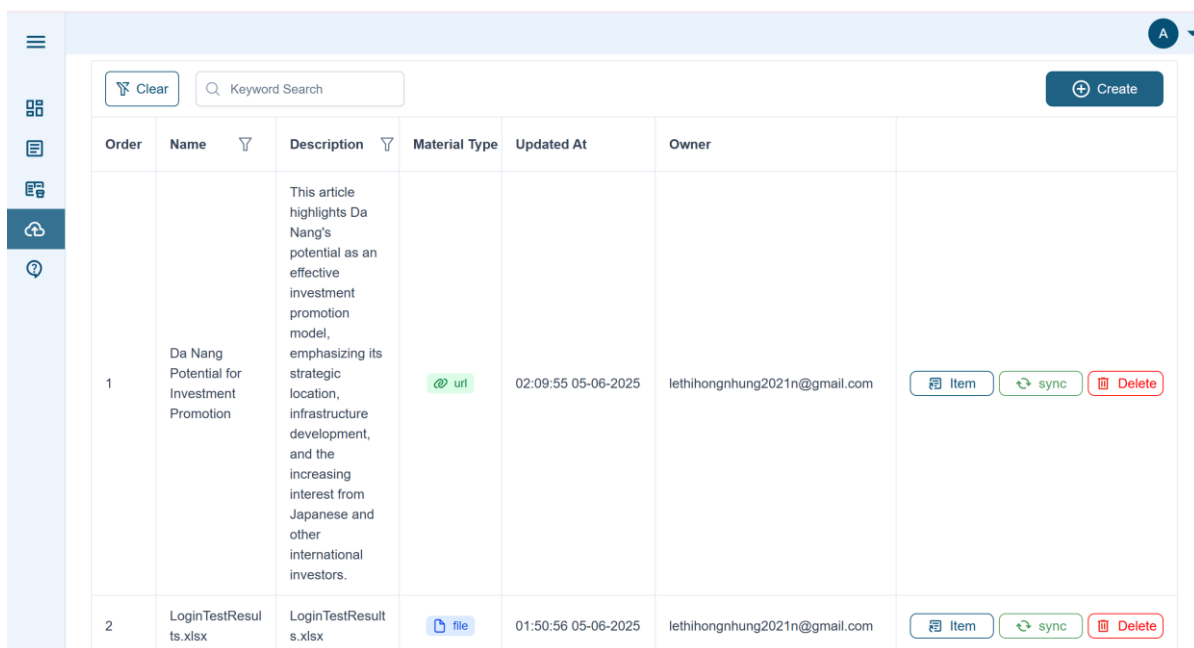 A
Clear
Keyword Search
Create
Order Name Description Material Type Updated At Owner
This article
highlights Da
Nang's
potential as an
effective
investment
promotion
model,
emphasizing its
strategic
location,
infrastructure
development,
and the
increasing
interest from
Japanese and
other
international
investors.
1
Da Nang
Potential for
Investment
Promotion
url
02:09:55 05-06-2025
lethihongnhung2021n@gmail.com
Item
sync
Delete
2
LoginTestResul
ts.xlsx
LoginTestResult
s.xlsx
file
01:50:56 05-06-2025
lethihongnhung2021n@gmail.com
Item
sync
Delete